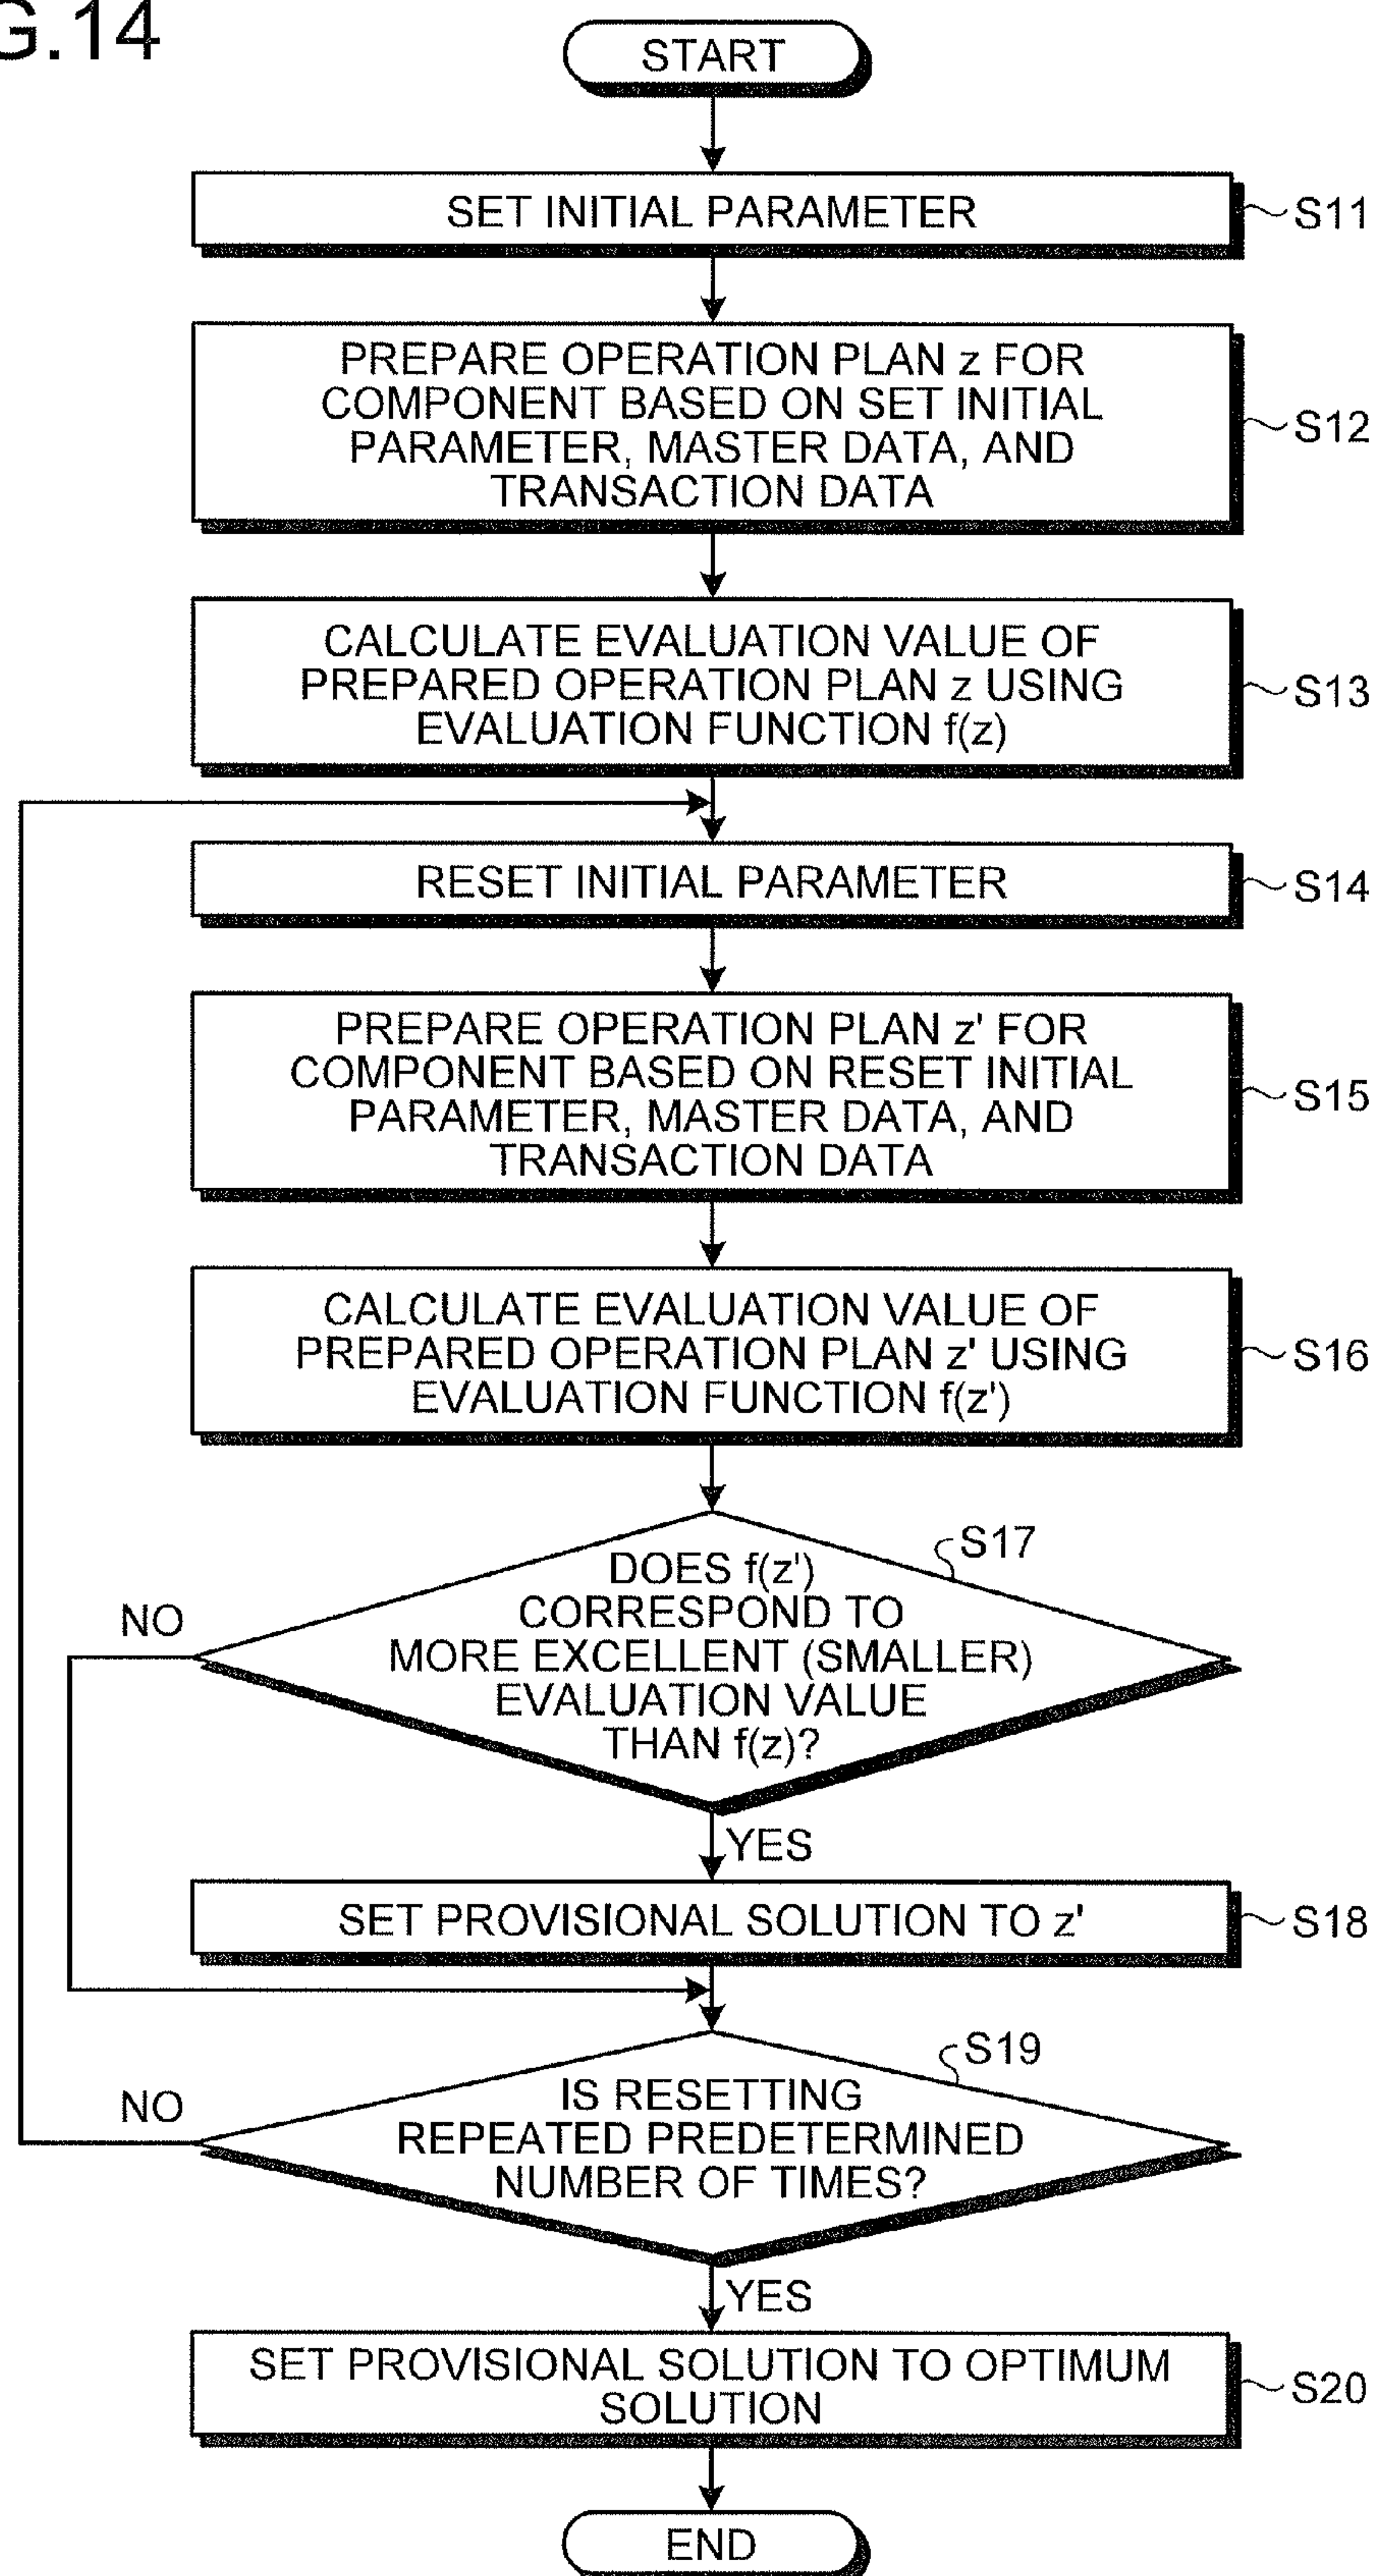 G.14
START
SET INITIAL PARAMETER
S11
PREPARE OPERATION PLAN z FOR
COMPONENT BASED ON SET INITIAL
PARAMETER, MASTER DATA, AND
TRANSACTION DATA
S12
CALCULATE EVALUATION VALUE OF
PREPARED OPERATION PLAN z USING
EVALUATION FUNCTION f(z)
S13
RESET INITIAL PARAMETER
S14
PREPARE OPERATION PLAN z' FOR
COMPONENT BASED ON RESET INITIAL
PARAMETER, MASTER DATA, AND
TRANSACTION DATA
S15
CALCULATE EVALUATION VALUE OF
PREPARED OPERATION PLAN z' USING
EVALUATION FUNCTION f(z')
S16
S17
DOES f(z')
CORRESPOND TO
MORE EXCELLENT (SMALLER)
EVALUATION VALUE
THAN f(z)?
NO
YES
SET PROVISIONAL SOLUTION TO z'
S18
S19
IS RESETTING
REPEATED PREDETERMINED
NUMBER OF TIMES?
NO
YES
SET PROVISIONAL SOLUTION TO OPTIMUM
SOLUTION
S20
END